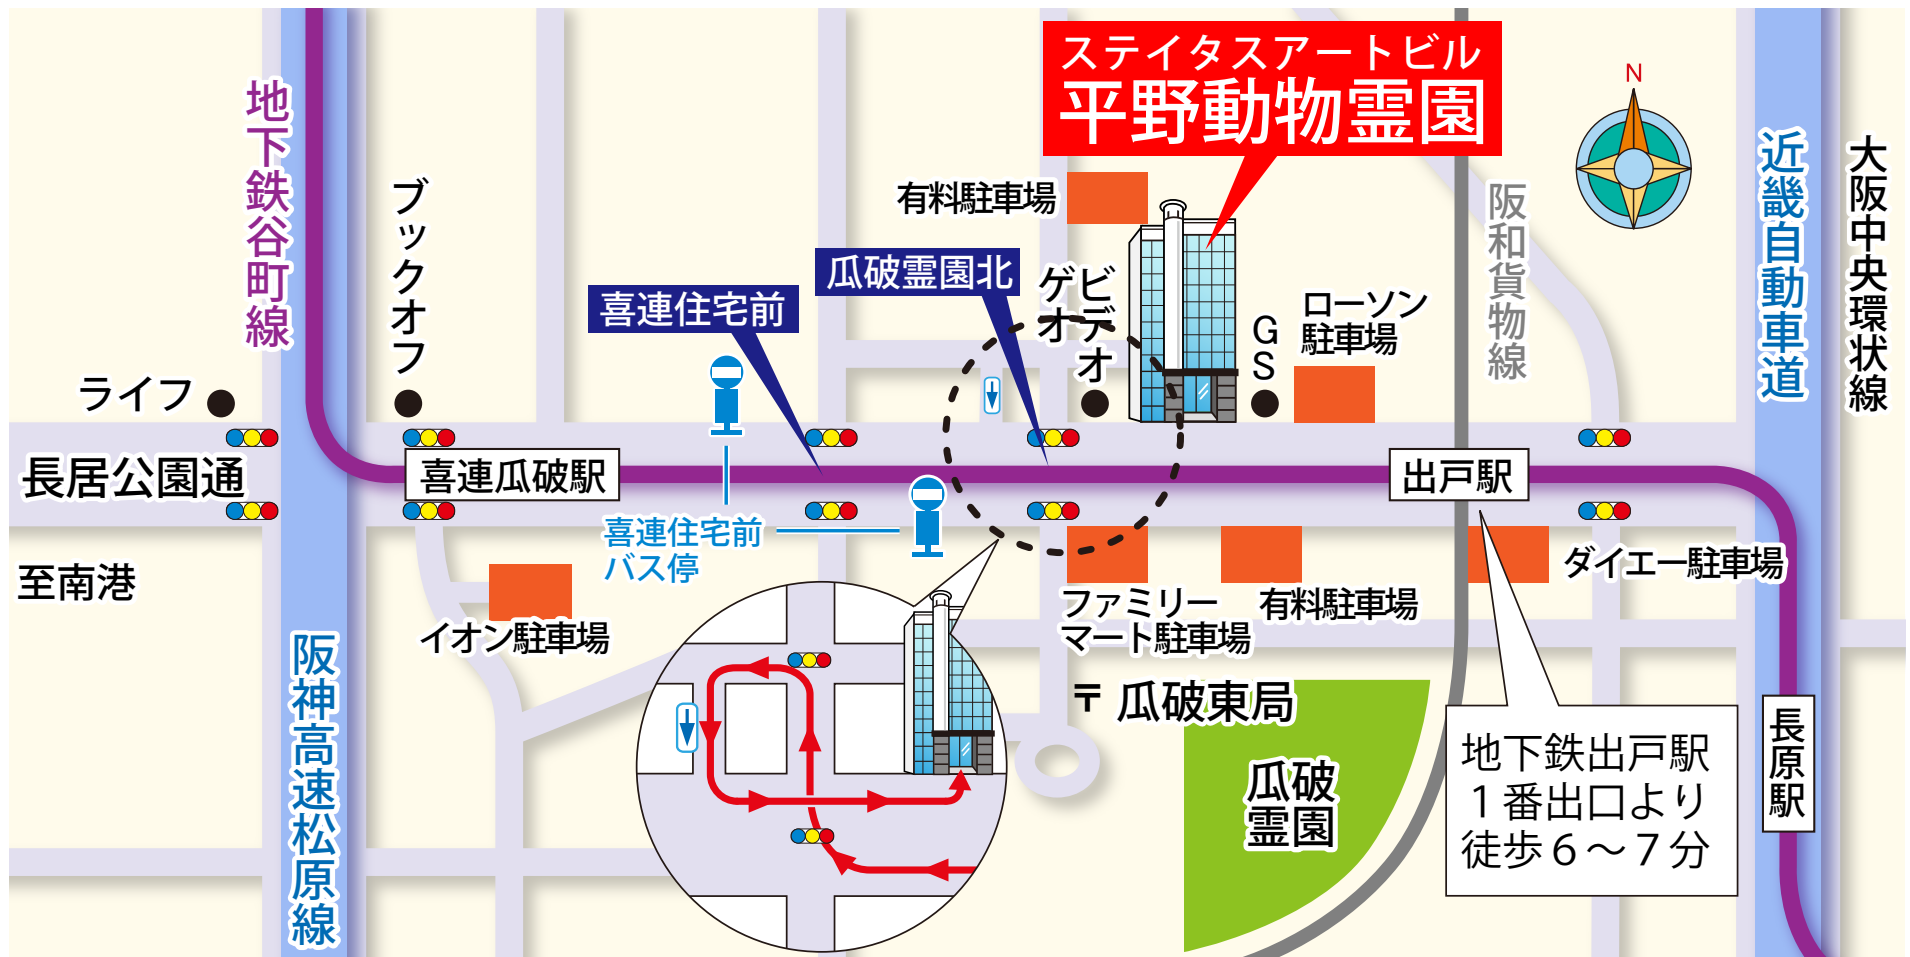 ステイタスアートビル
平野動物霊園
N
地下鉄谷町線
ブックオフ
ライフ
有料駐車場
瓜破霊園北
喜連住宅前
ビデオ
ゲオ
GS
ローソン
駐車場
阪和貨物線
近畿自動車道
大阪中央環状線
長居公園通
喜連瓜破駅
出戸駅
至南港
喜連住宅前
バス停
イオン駐車場
ファミリー
マート駐車場
有料駐車場
ダイエー駐車場
〒 瓜破東局
阪神高速松原線
瓜破
霊園
地下鉄出戸駅
1番出口より
徒歩6〜7分
長原駅